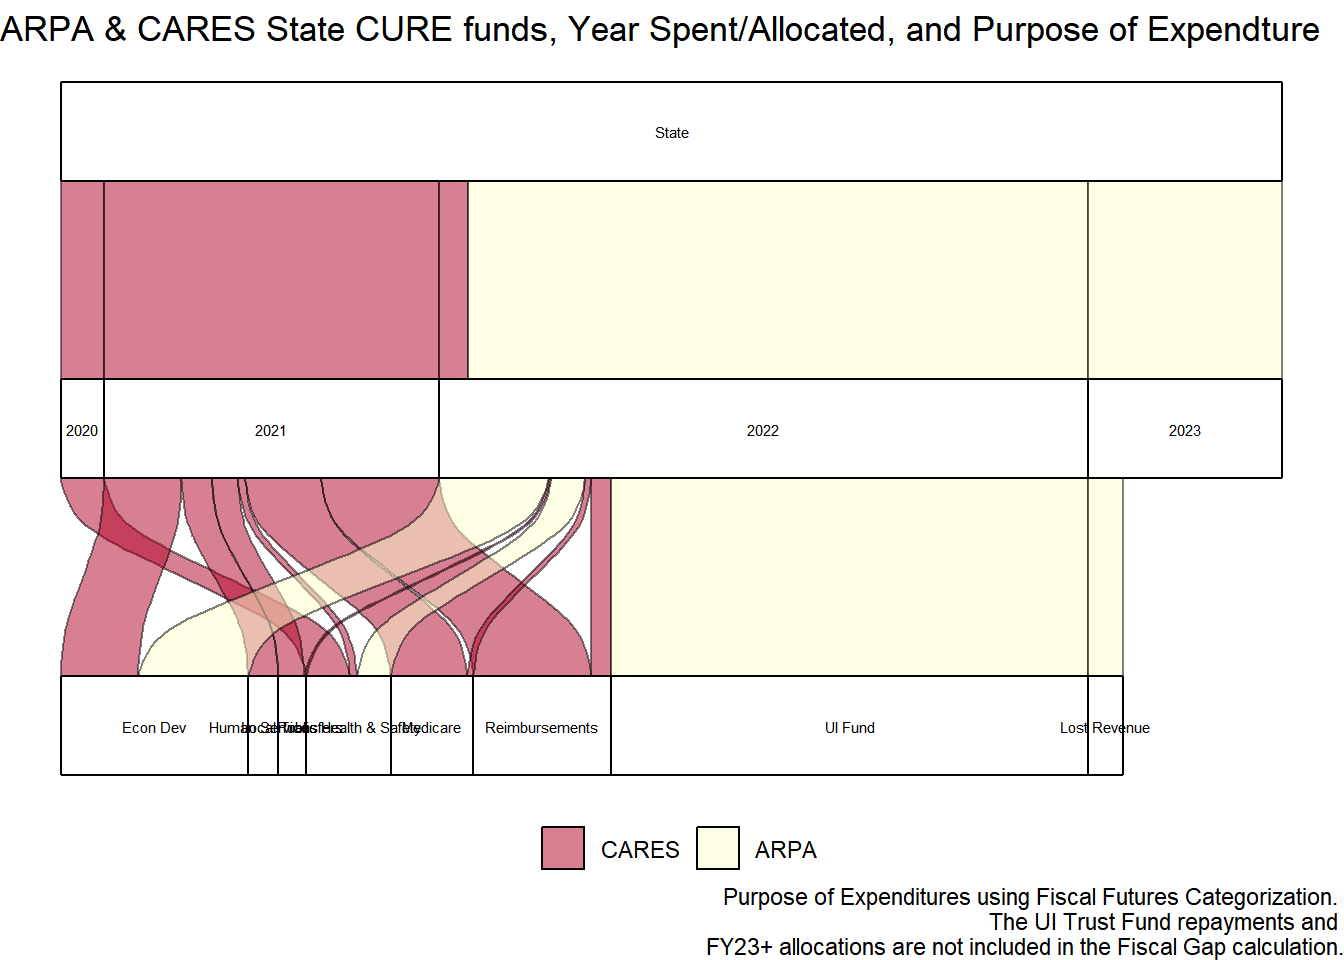 ARPA & CARES State CURE funds, Year Spent/Allocated, and Purpose of Expendture
State
2020 2021 2022 2023
Econ Dev Human Services Local Transfers Public Health & Safety Medicare Reimbursements UI Fund Lost Revenue
CARES ARPA
Purpose of Expenditures using Fiscal Futures Categorization.
The UI Trust Fund repayments and
FY23+ allocations are not included in the Fiscal Gap calculation.